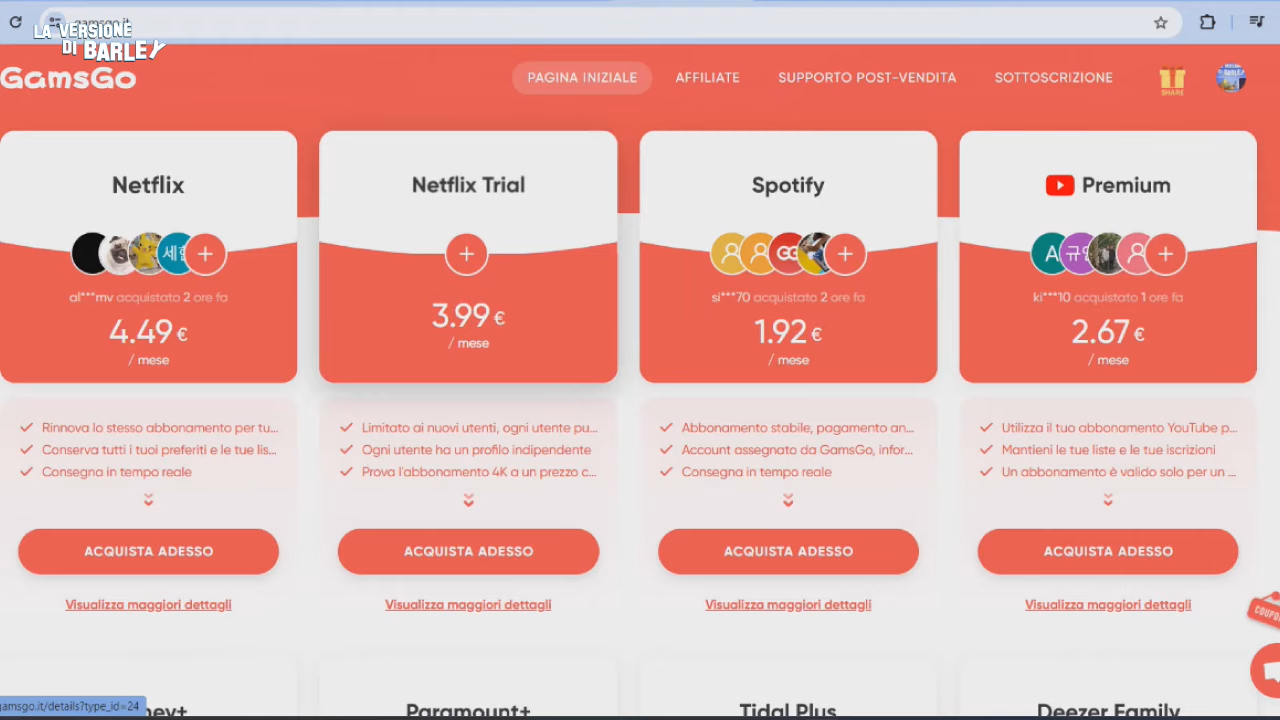 gamsgo.it
LA VERSIONE
DI BARLEY
GamsGo
PAGINA INIZIALE
AFFILIATE
SUPPORTO POST-VENDITA
SOTTOSCRIZIONE
SHARE
Netflix
세현
al***mv acquistato 2 ore fa
4.49 €
/ mese
Netflix Trial
3.99 €
/ mese
Spotify
si***70 acquistato 2 ore fa
1.92 €
/ mese
Premium
A
ki***10 acquistato 1 ore fa
2.67 €
/ mese
Rinnova lo stesso abbonamento per tu...
Conserva tutti i tuoi preferiti e le tue lis...
Consegna in tempo reale
ACQUISTA ADESSO
Visualizza maggiori dettagli
Limitato ai nuovi utenti, ogni utente pu...
Ogni utente ha un profilo indipendente
Prova l'abbonamento 4K a un prezzo c...
ACQUISTA ADESSO
Visualizza maggiori dettagli
Abbonamento stabile, pagamento an...
Account assegnato da GamsGo, infor...
Consegna in tempo reale
ACQUISTA ADESSO
Visualizza maggiori dettagli
Utilizza il tuo abbonamento YouTube p...
Mantieni le tue liste e le tue iscrizioni
Un abbonamento è valido solo per un ...
ACQUISTA ADESSO
Visualizza maggiori dettagli
COUPO
ney+
Paramount+
Tidal Plus
Deezer Family
gamsgo.it/details?type_id=24